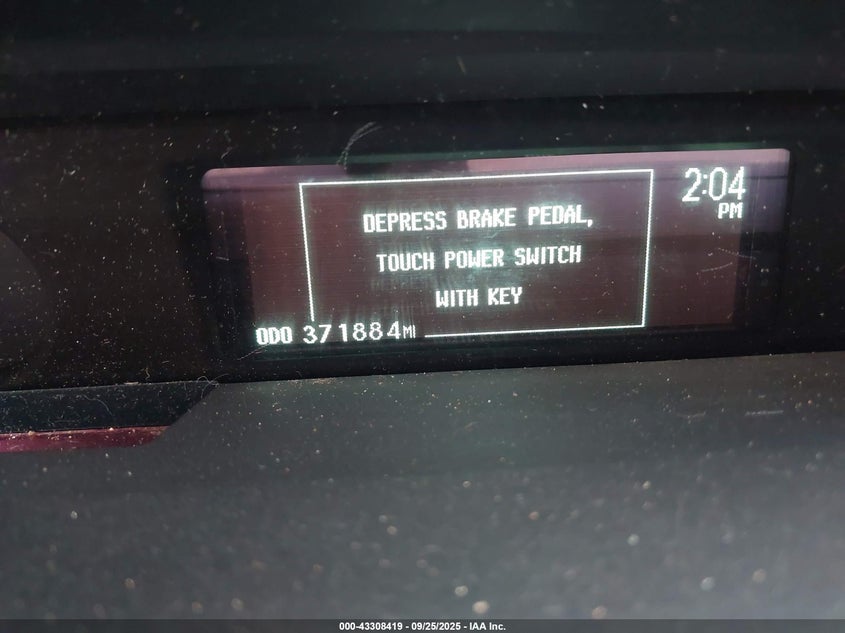 2:04
PM
DEPRESS BRAKE PEDAL,
TOUCH POWER SWITCH
WITH KEY
ODO 371884MI
000-43308419 - 09/25/2025 - IAA Inc.